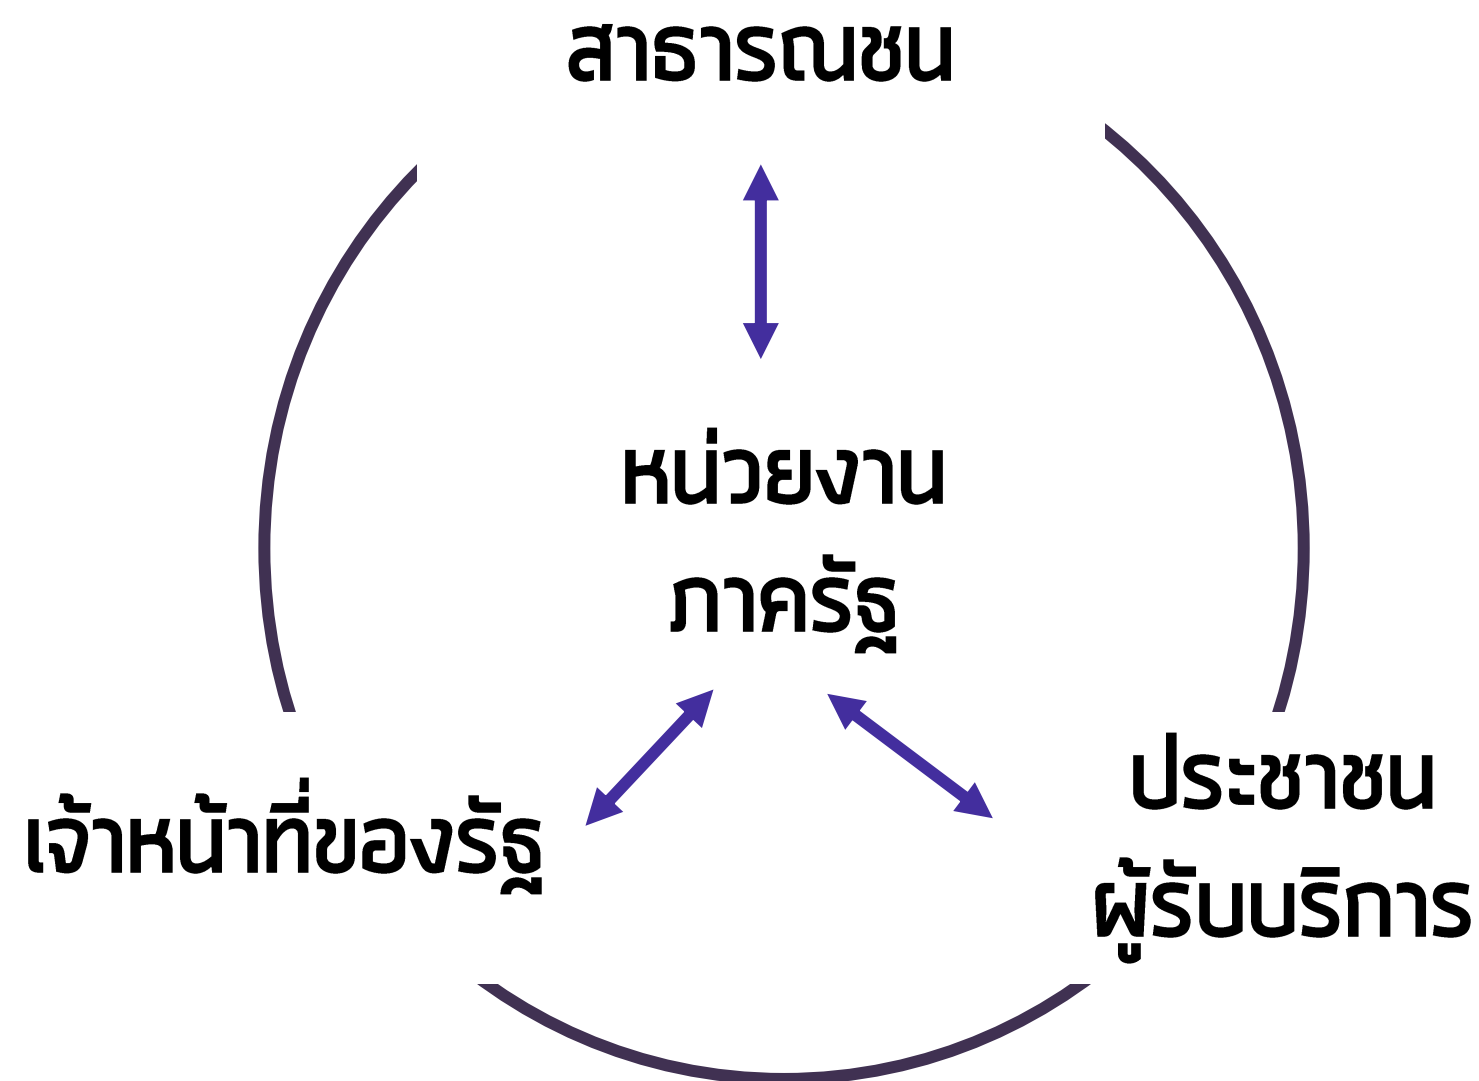 สาธารณชน
หน่วยงาน
ภาครัฐ
เจ้าหน้าที่ของรัฐ
ประชาชน
ผู้รับบริการ